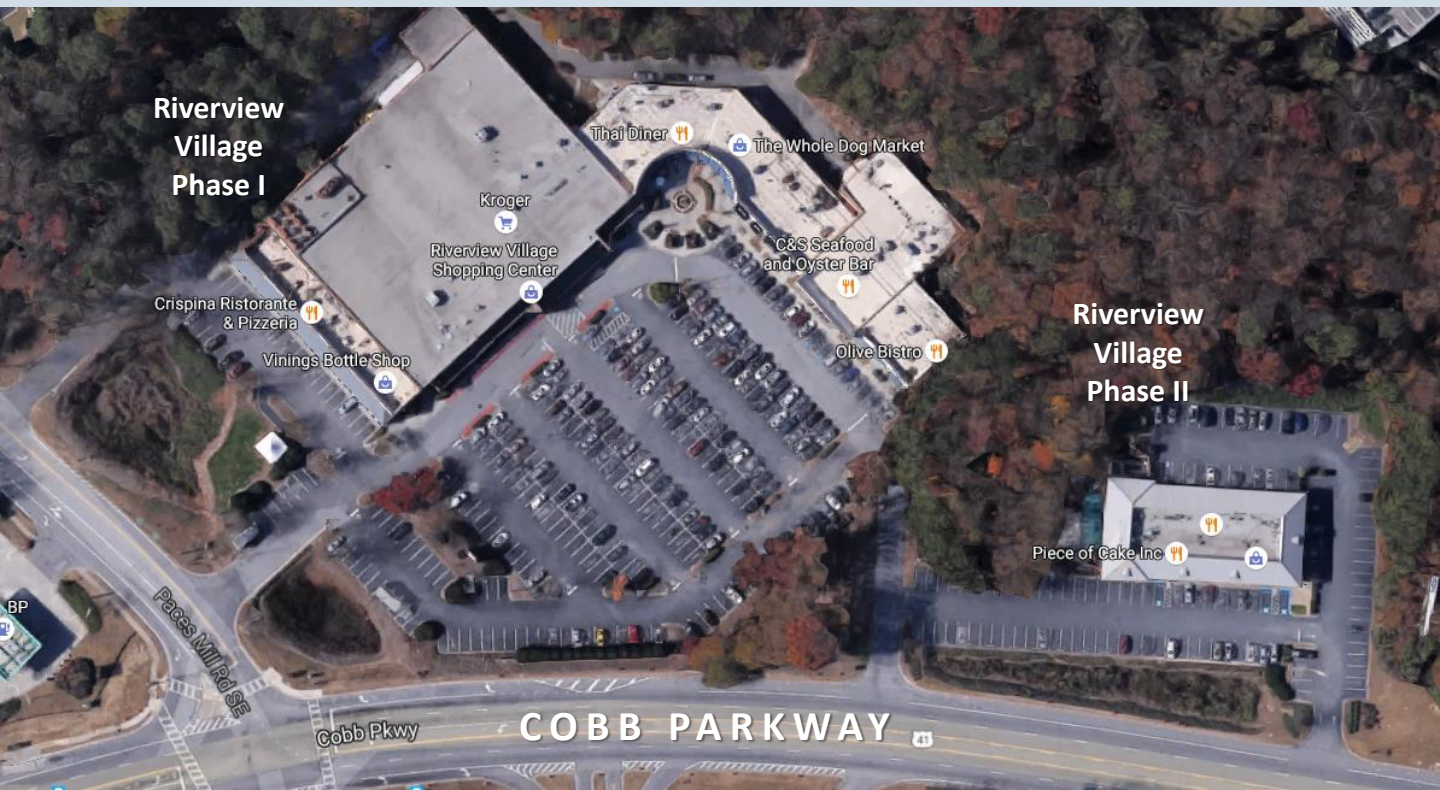 Riverview
Village
Phase I
Thai Diner
The Whole Dog Market
Kroger
Riverview Village
Shopping Center
C&S Seafood
and Oyster Bar
Crispina Ristorante
& Pizzeria
Vinings Bottle Shop
Olive Bistro
Riverview
Village
Phase II
Piece of Cake Inc
BP
Paces Mill Rd SE
Cobb Pkwy
COBB PARKWAY
41